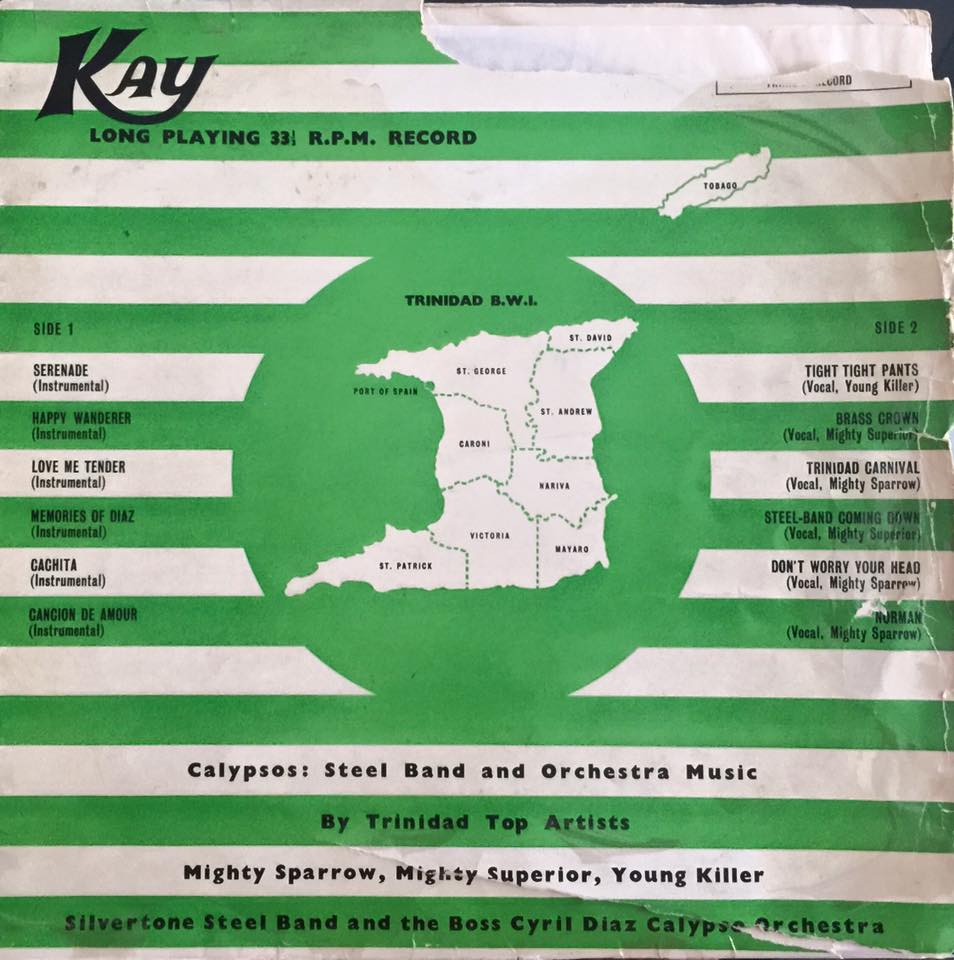 KAY
LONG PLAYING 33⅓ R.P.M. RECORD
TOBAGO
TRINIDAD B.W.I.
ST. DAVID
ST. GEORGE
PORT OF SPAIN
ST. ANDREW
CARONI
NARIVA
VICTORIA
MAYARO
ST. PATRICK
SIDE 1
SERENADE
(Instrumental)
HAPPY WANDERER
(Instrumental)
LOVE ME TENDER
(Instrumental)
MEMORIES OF DIAZ
(Instrumental)
CACHITA
(Instrumental)
CANCION DE AMOUR
(Instrumental)
SIDE 2
TIGHT TIGHT PANTS
(Vocal, Young Killer)
BRASS CROWN
(Vocal, Mighty Superior)
TRINIDAD CARNIVAL
(Vocal, Mighty Sparrow)
STEEL-BAND COMING DOWN
(Vocal, Mighty Superior)
DON'T WORRY YOUR HEAD
(Vocal, Mighty Sparrow)
NORMAN
(Vocal, Mighty Sparrow)
Calypsos: Steel Band and Orchestra Music
By Trinidad Top Artists
Mighty Sparrow, Mighty Superior, Young Killer
Silvertone Steel Band and the Boss Cyril Diaz Calypso Orchestra